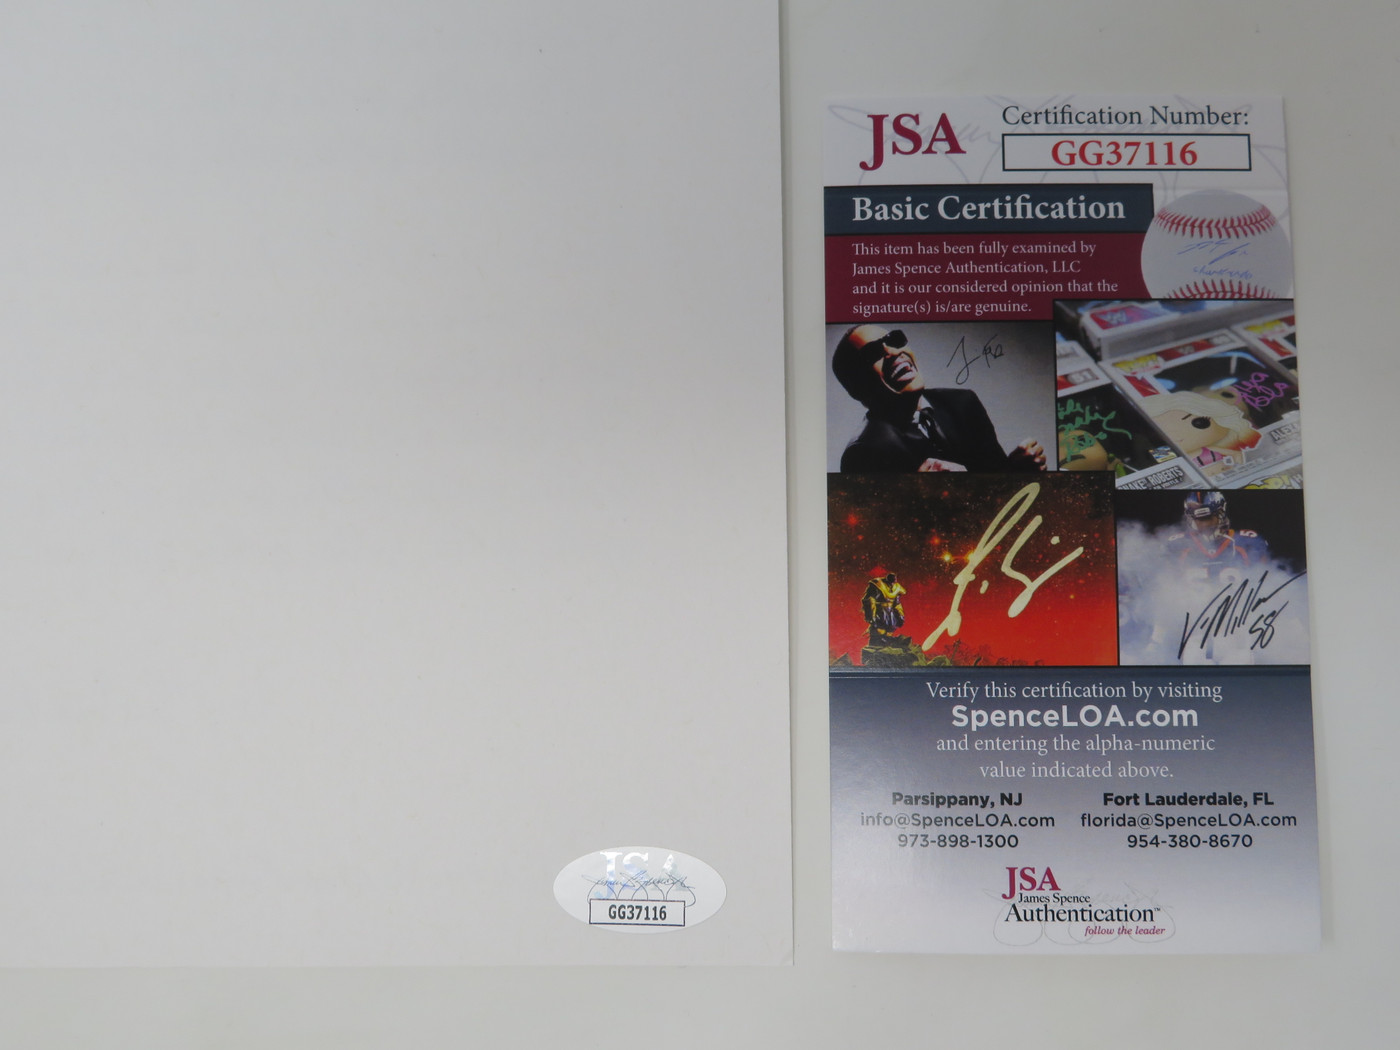 JSA
Certification Number:
GG37116
Basic Certification
This item has been fully examined by
James Spence Authentication, LLC
and it is our considered opinion that the
signature(s) is/are genuine.
Verify this certification by visiting
SpenceLOA.com
and entering the alpha-numeric
value indicated above.
Parsippany, NJ
info@SpenceLOA.com
973-898-1300
Fort Lauderdale, FL
florida@SpenceLOA.com
954-380-8670
JSA
James Spence
Authentication™
follow the leader
JSA
GG37116